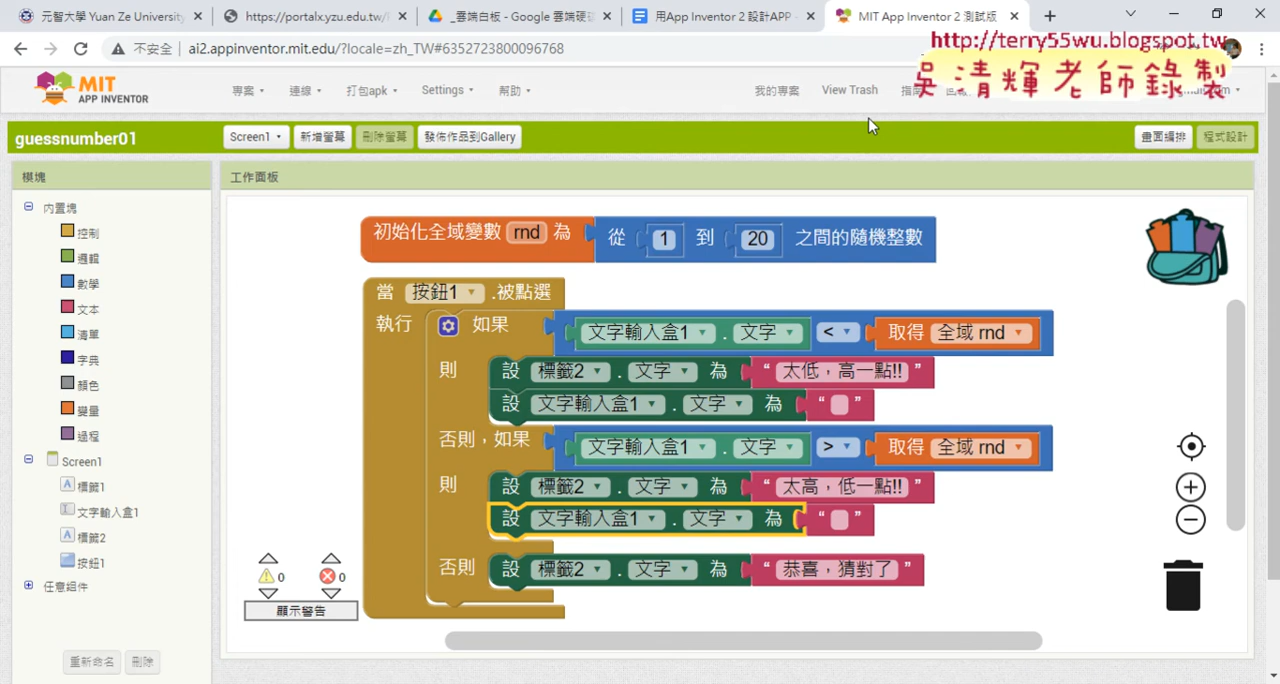 元智大學 Yuan Ze University
https://portalx.yzu.edu.tw/
_雲端白板 - Google 雲端硬
用App Inventor 2 設計APP
MIT App Inventor 2 測試版
不安全
ai2.appinventor.mit.edu/?locale=zh_TW#6352723800096768
http://terry55wu.blogspot.tw
吳清輝老師錄製
MIT
APP INVENTOR
專案
連線
打包apk
Settings
幫助
我的專案
View Trash
guessnumber01
Screen1
新增螢幕
刪除螢幕
發佈作品到Gallery
畫面編排
程式設計
模塊
工作面板
內置塊
控制
邏輯
數學
文本
清單
字典
顏色
變量
過程
Screen1
標籤1
文字輸入盒1
標籤2
按鈕1
任意組件
重新命名
刪除
初始化全域變數 rnd 為 從 1 到 20 之間的隨機整數
當 按鈕1 .被點選
執行 如果 文字輸入盒1 . 文字 < 取得 全域 rnd
則 設 標籤2 . 文字 為 “ 太低，高一點!! ”
設 文字輸入盒1 . 文字 為 “ ”
否則，如果 文字輸入盒1 . 文字 > 取得 全域 rnd
則 設 標籤2 . 文字 為 “ 太高，低一點!! ”
設 文字輸入盒1 . 文字 為 “ ”
否則 設 標籤2 . 文字 為 “ 恭喜，猜對了 ”
0
0
顯示警告